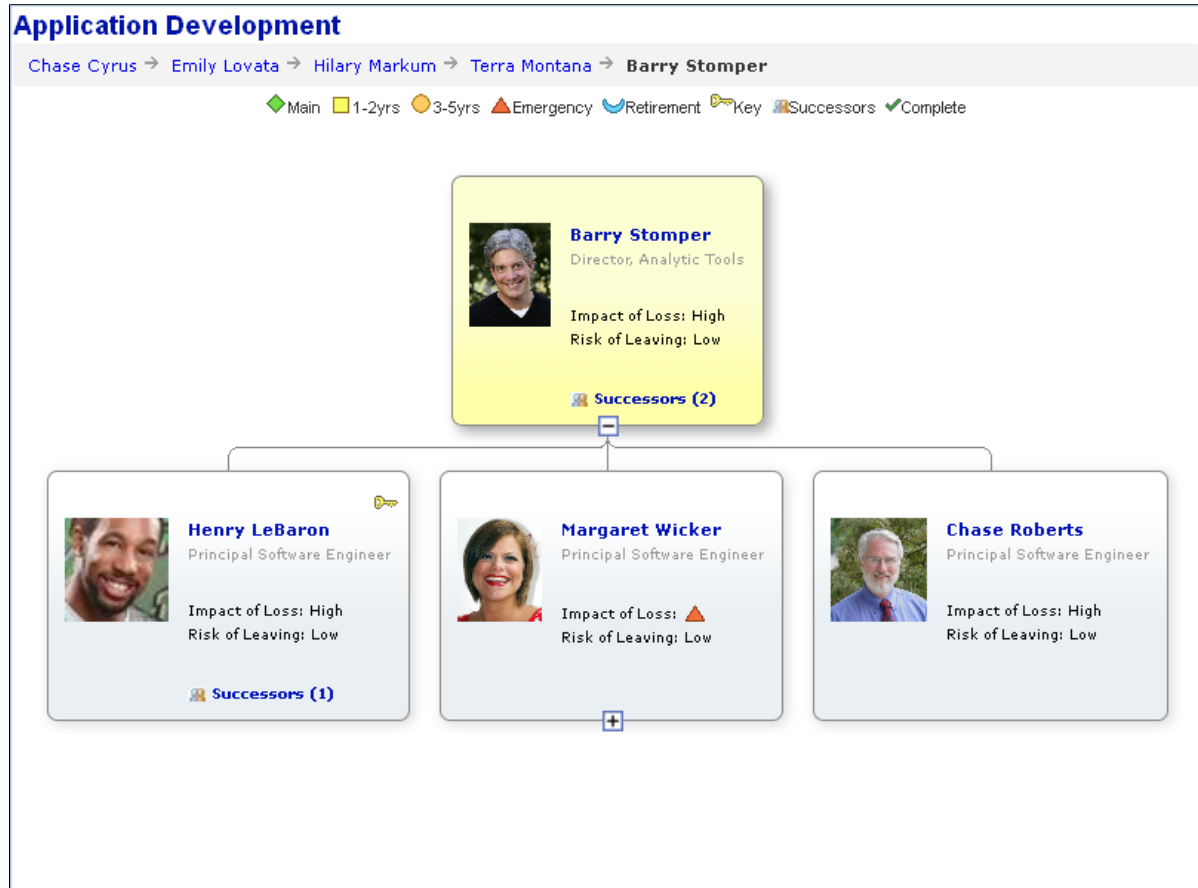 Application Development
Chase Cyrus → Emily Lovata → Hilary Markum → Terra Montana → Barry Stomper
Main 1-2yrs 3-5yrs Emergency Retirement Key Successors Complete
Barry Stomper
Director, Analytic Tools
Impact of Loss: High
Risk of Leaving: Low
Successors (2)
Henry LeBaron
Principal Software Engineer
Impact of Loss: High
Risk of Leaving: Low
Successors (1)
Margaret Wicker
Principal Software Engineer
Impact of Loss:
Risk of Leaving: Low
Chase Roberts
Principal Software Engineer
Impact of Loss: High
Risk of Leaving: Low